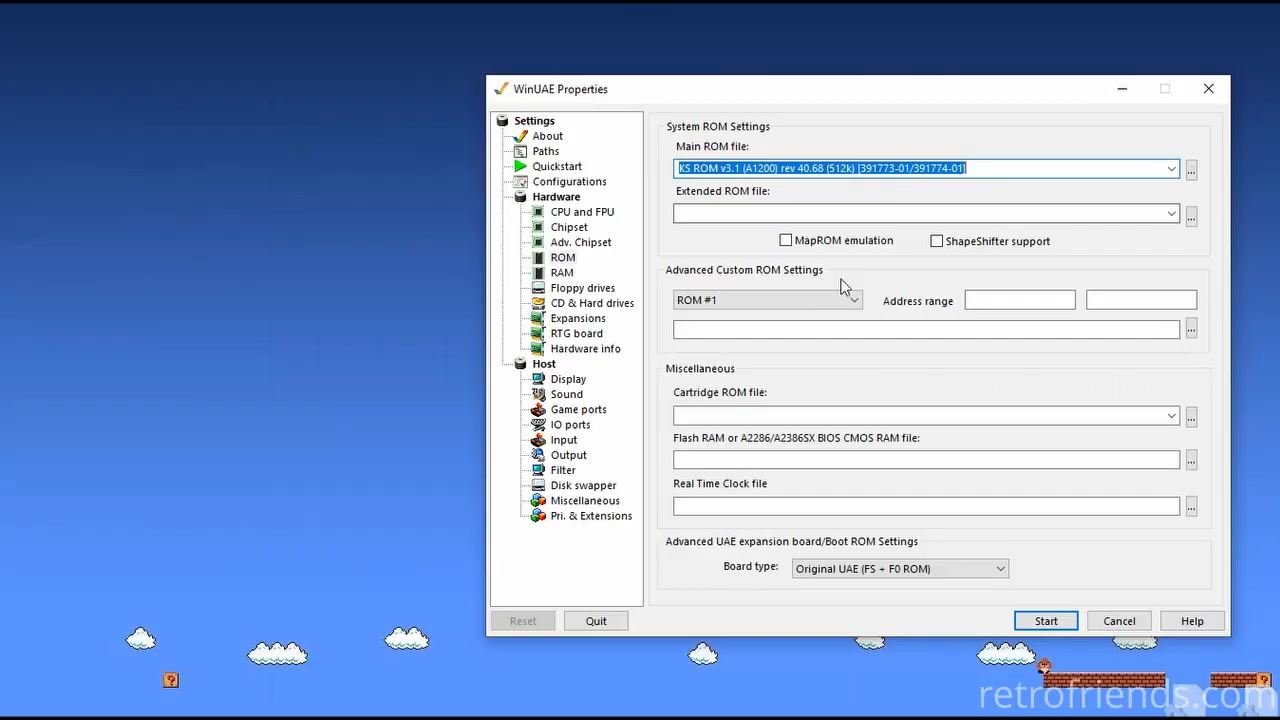 WinUAE Properties
Settings
About
Paths
Quickstart
Configurations
Hardware
CPU and FPU
Chipset
Adv. Chipset
ROM
RAM
Floppy drives
CD & Hard drives
Expansions
RTG board
Hardware info
Host
Display
Sound
Game ports
IO ports
Input
Output
Filter
Disk swapper
Miscellaneous
Pri. & Extensions
System ROM Settings
Main ROM file:
KS ROM v3.1 (A1200) rev 40.68 (512k) [391773-01/391774-01]
...
Extended ROM file:
...
MapROM emulation
ShapeShifter support
Advanced Custom ROM Settings
ROM #1
Address range
...
Miscellaneous
Cartridge ROM file:
...
Flash RAM or A2286/A2386SX BIOS CMOS RAM file:
...
Real Time Clock file
...
Advanced UAE expansion board/Boot ROM Settings
Board type:
Original UAE (FS + F0 ROM)
Reset
Quit
Start
Cancel
Help
?
?
retrofriends.com